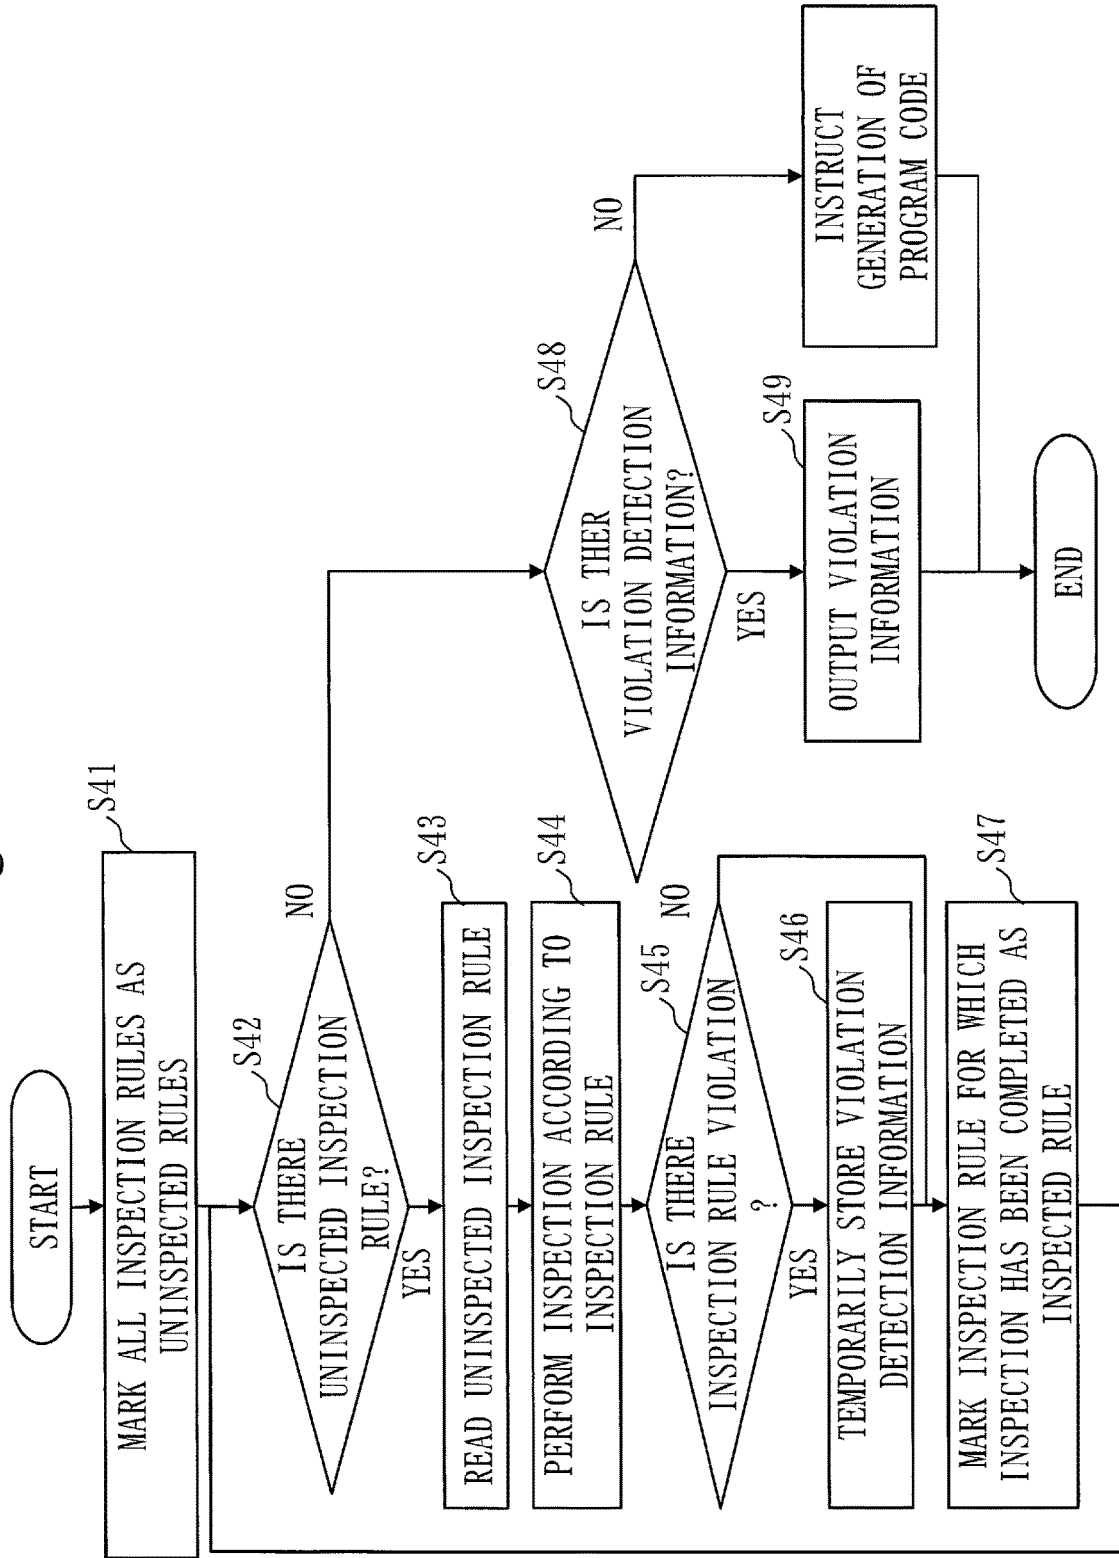 START
MARK ALL INSPECTION RULES AS
UNINSPECTED RULES
S41
IS THERE
UNINSPECTED INSPECTION
RULE?
S42
NO
YES
READ UNINSPECTED INSPECTION RULE
S43
PERFORM INSPECTION ACCORDING TO
INSPECTION RULE
S44
IS THERE
INSPECTION RULE VIOLATION
?
S45
NO
YES
TEMPORARILY STORE VIOLATION
DETECTION INFORMATION
S46
MARK INSPECTION RULE FOR WHICH
INSPECTION HAS BEEN COMPLETED AS
INSPECTED RULE
S47
IS THER
VIOLATION DETECTION
INFORMATION?
S48
NO
YES
OUTPUT VIOLATION
INFORMATION
S49
INSTRUCT
GENERATION OF
PROGRAM CODE
END